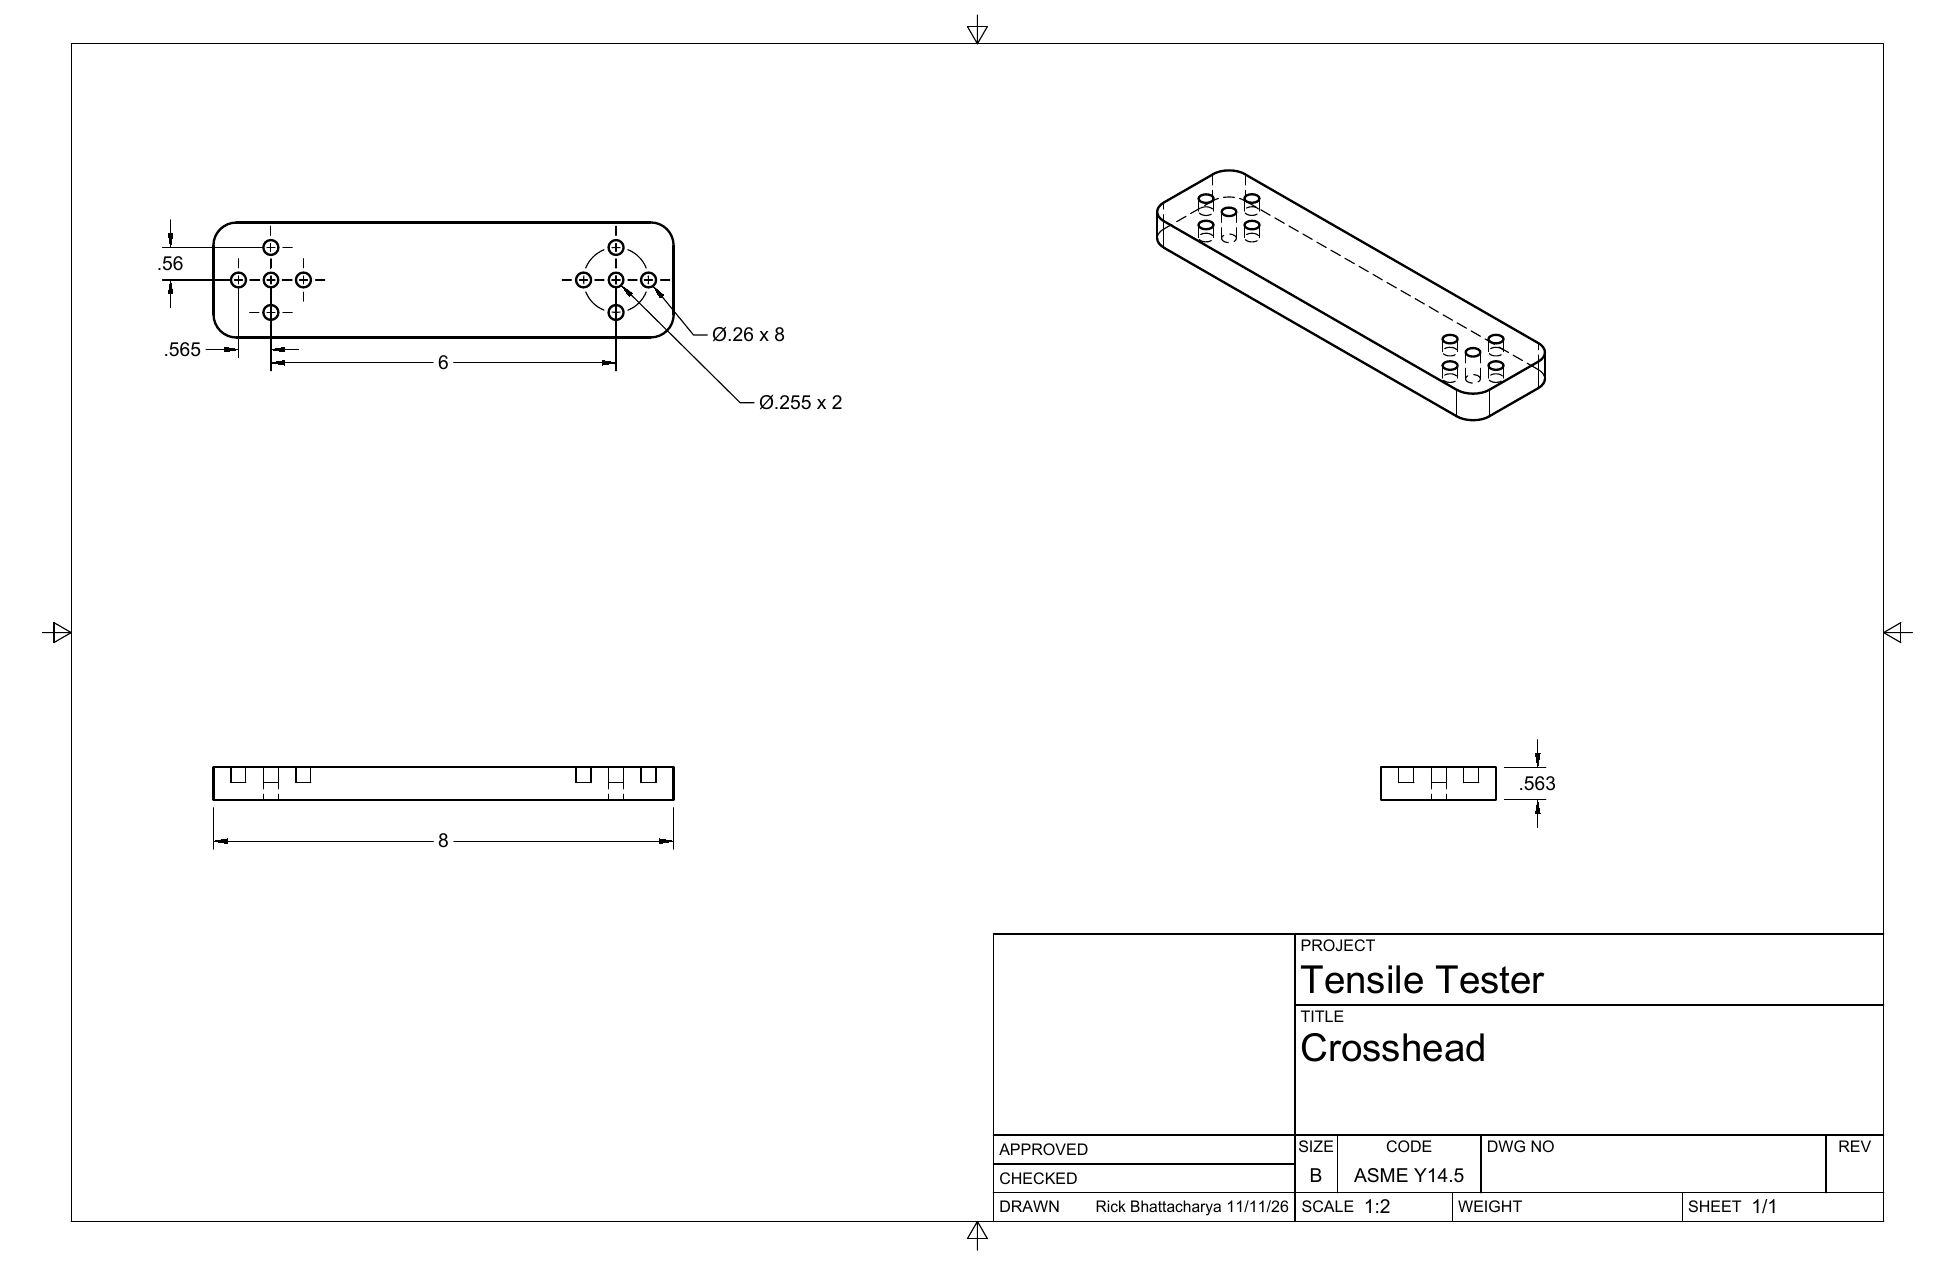 .56
.565
6
Ø.26 x 8
Ø.255 x 2
8
.563
PROJECT
Tensile Tester
TITLE
Crosshead
APPROVED
CHECKED
DRAWN Rick Bhattacharya 11/11/26
SIZE CODE DWG NO REV
B ASME Y14.5
SCALE 1:2 WEIGHT SHEET 1/1